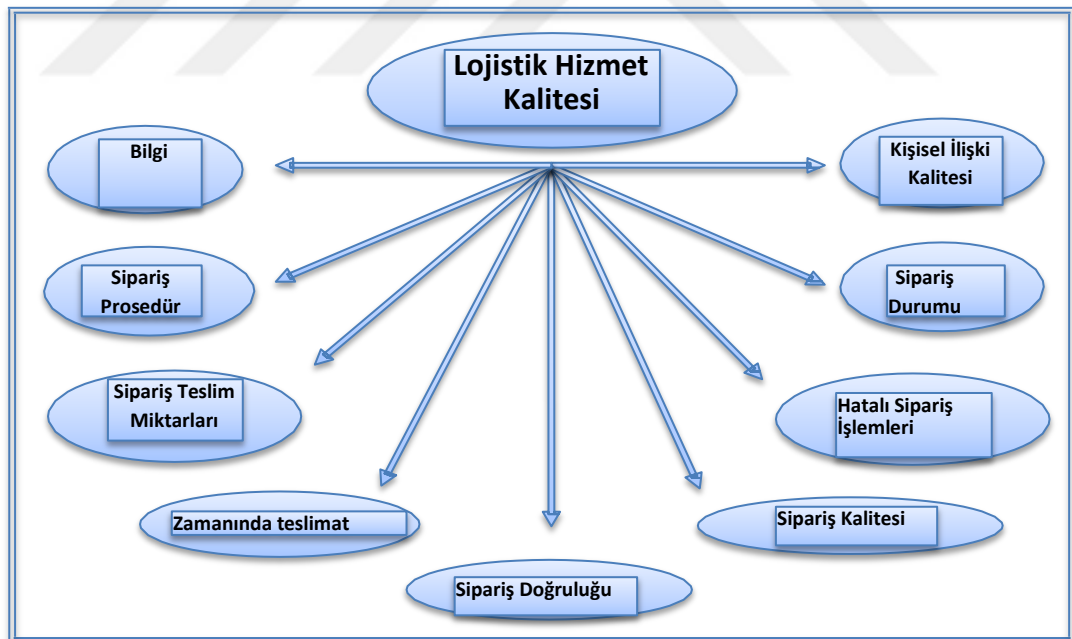 Lojistik Hizmet
Kalitesi
Bilgi
Kişisel İlişki
Kalitesi
Sipariş
Prosedür
Sipariş
Durumu
Sipariş Teslim
Miktarları
Hatalı Sipariş
İşlemleri
Zamanında teslimat
Sipariş Kalitesi
Sipariş Doğruluğu